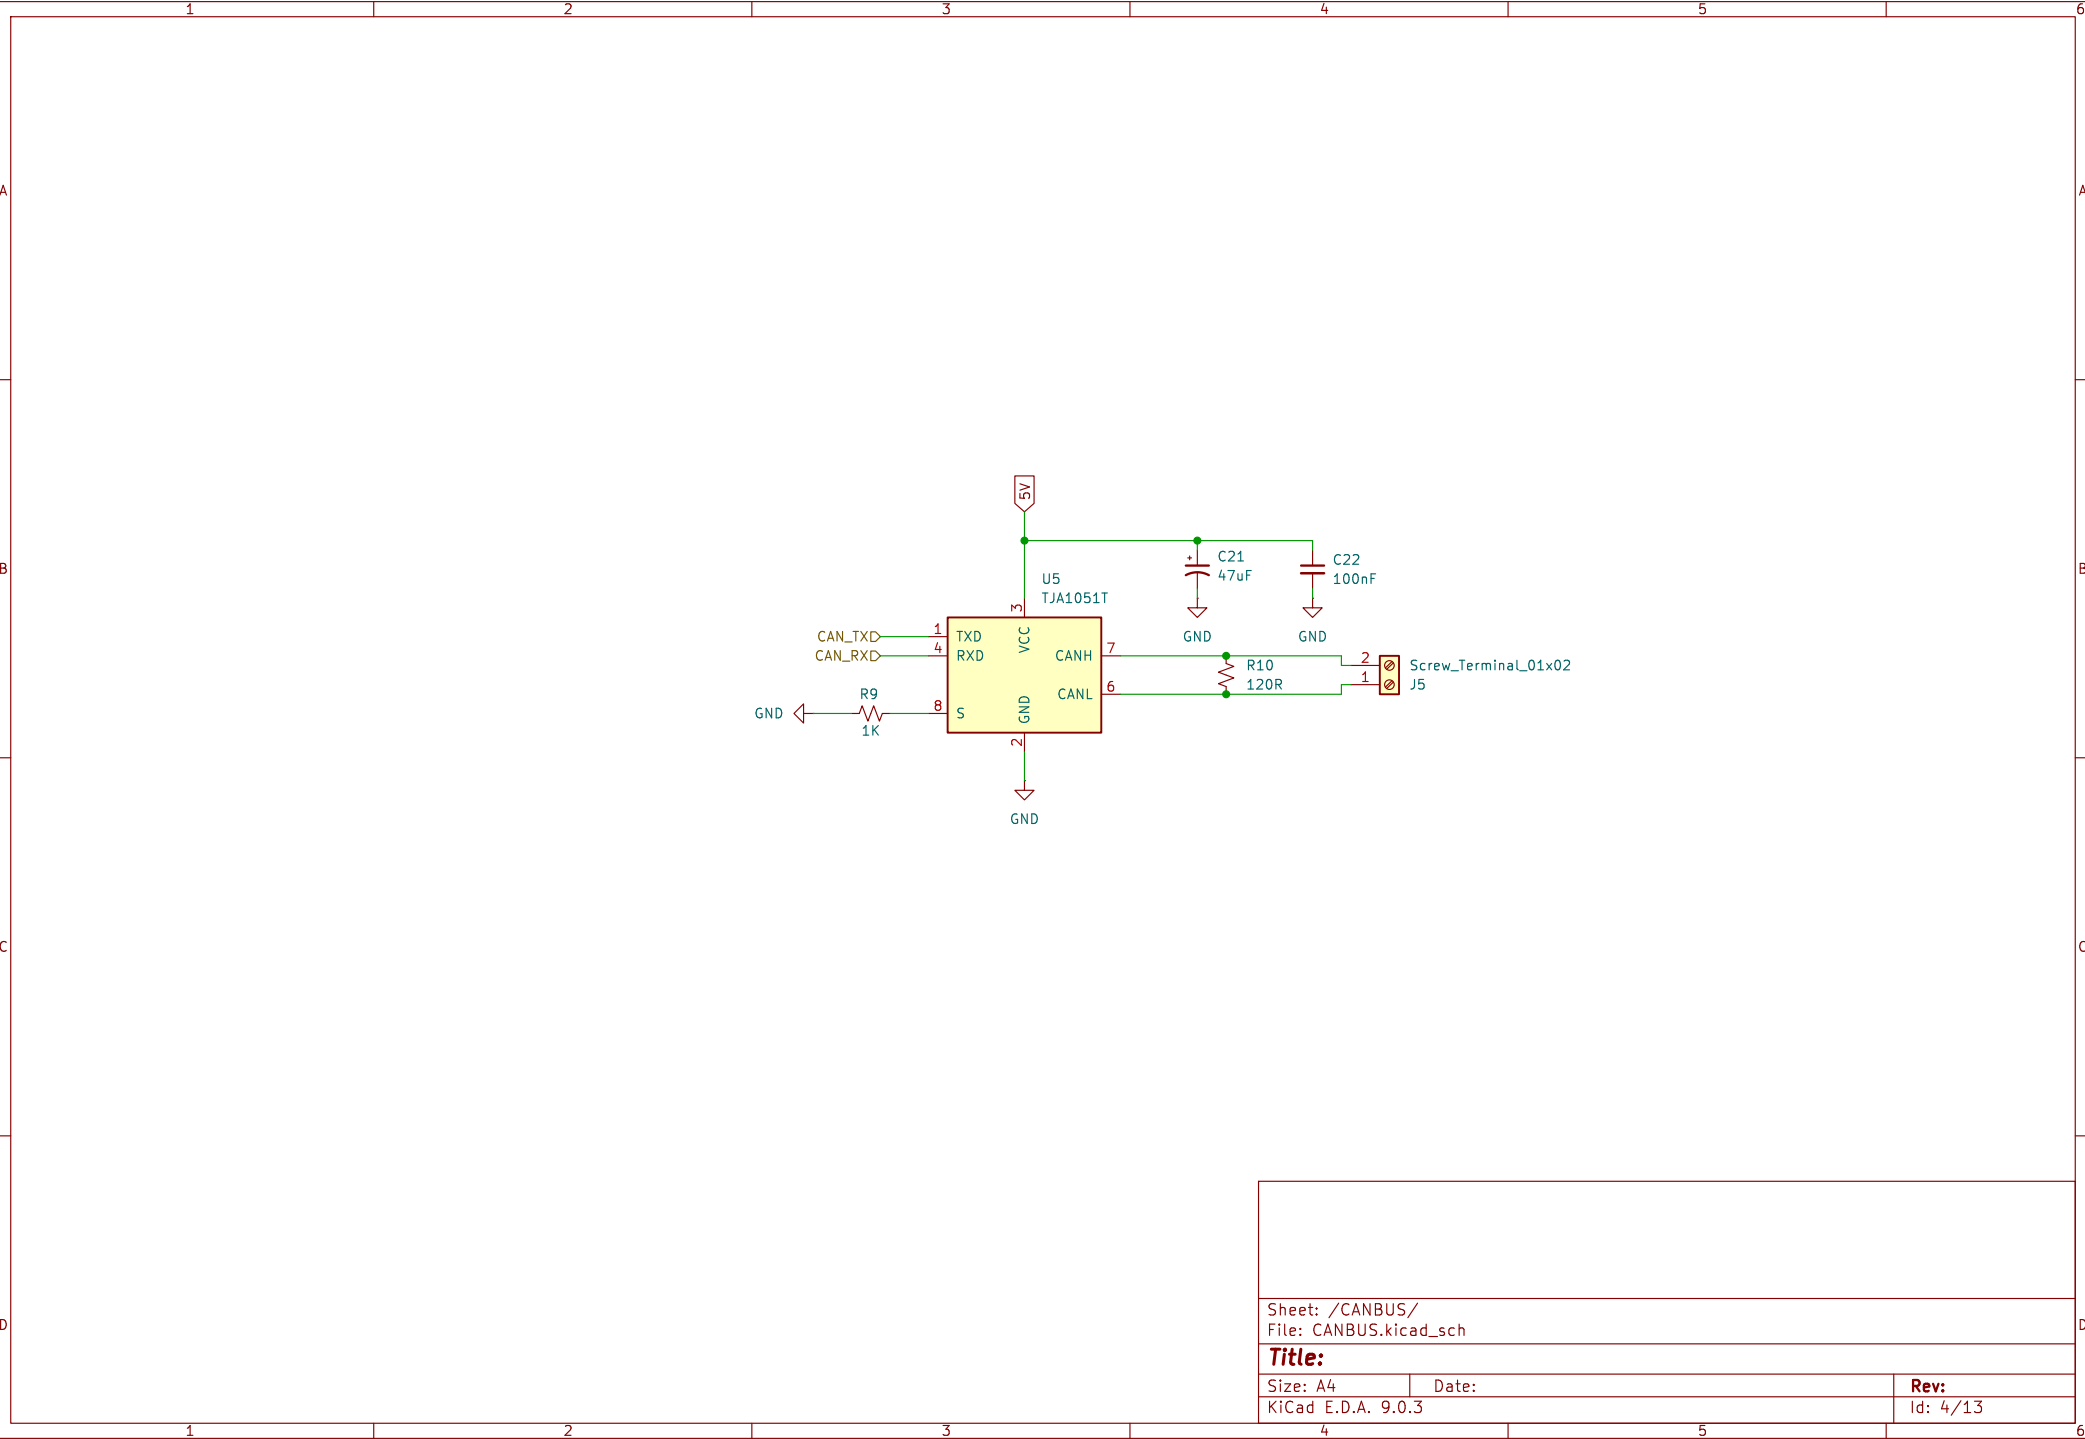 1 2 3 4 5 6
A A
5V
B B
C21
47uF
C22
100nF
U5
TJA1051T
3
GND GND
CAN_TX 1 TXD VCC
CAN_RX 4 RXD CANH 7
R10
120R
2 Screw_Terminal_01x02
1 J5
CANL 6
R9
GND 8 S GND
1K
2
GND
C C
Sheet: /CANBUS/
File: CANBUS.kicad_sch
D D
Title:
Size: A4 Date: Rev:
KiCad E.D.A. 9.0.3 Id: 4/13
1 2 3 4 5 6